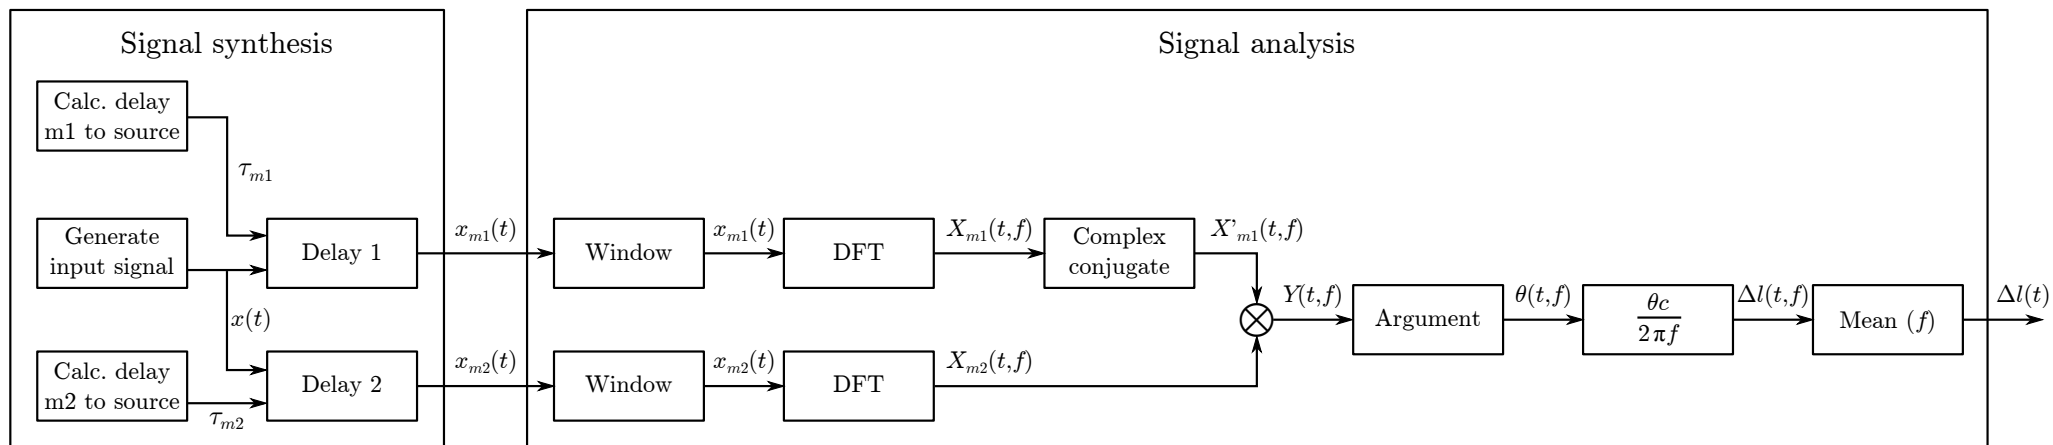 Signal synthesis
Calc. delay
m1 to source
τm1
Generate
input signal
x(t)
Delay 1
Calc. delay
m2 to source
τm2
Delay 2
xm1(t)
xm2(t)
Signal analysis
Window
xm1(t)
DFT
Xm1(t,f)
Complex
conjugate
X’m1(t,f)
Window
xm2(t)
DFT
Xm2(t,f)
Y(t,f)
Argument
θ(t,f)
θc
2πf
Δl(t,f)
Mean (f)
Δl(t)